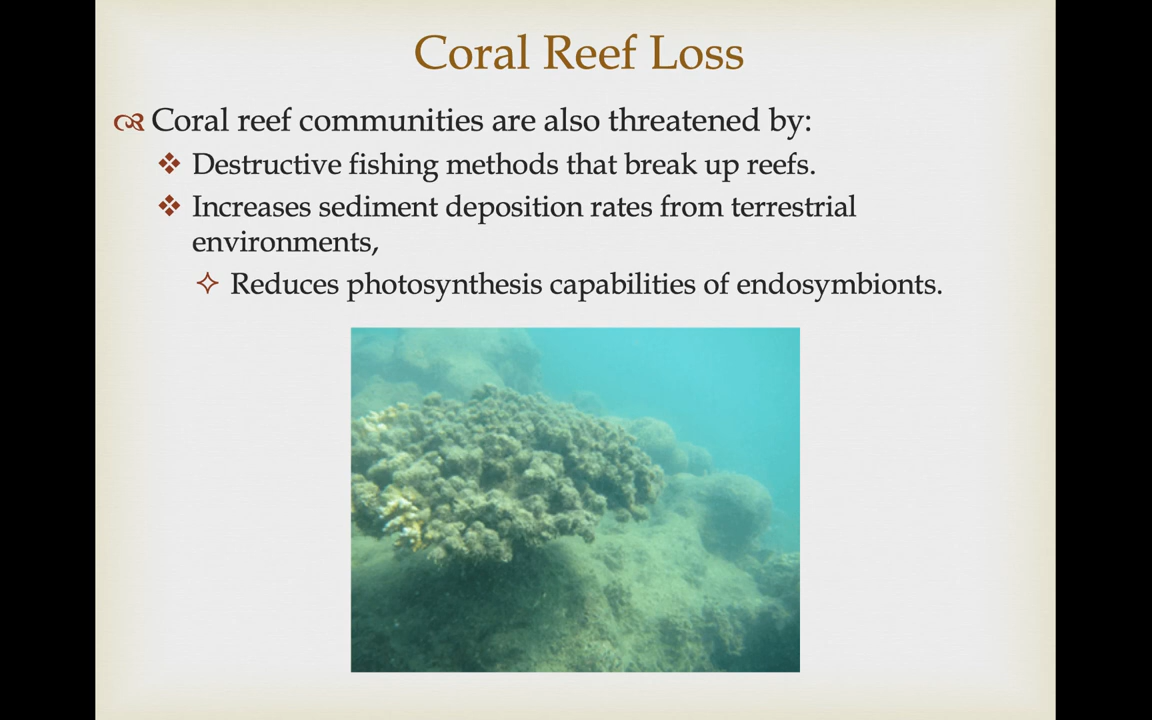 Coral Reef Loss
Coral reef communities are also threatened by:
Destructive fishing methods that break up reefs.
Increases sediment deposition rates from terrestrial
environments,
Reduces photosynthesis capabilities of endosymbionts.